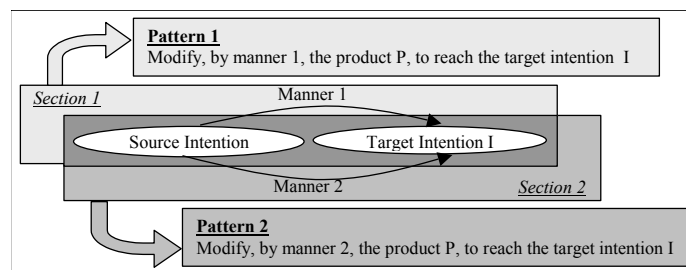 Pattern 1
Modify, by manner 1, the product P, to reach the target intention I
Section 1
Manner 1
Source Intention
Target Intention I
Manner 2
Section 2
Pattern 2
Modify, by manner 2, the product P, to reach the target intention I